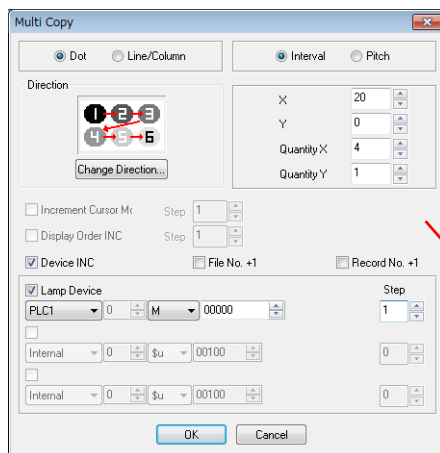 Multi Copy
Dot Line/Column
Interval Pitch
Direction
1 2 3
4 5 6
Change Direction...
X 20
Y 0
Quantity X 4
Quantity Y 1
Increment Cursor Mo Step 1
Display Order INC Step 1
Device INC File No. +1 Record No. +1
Lamp Device Step
PLC1 0 M 00000 1
Internal 0 $u 00100 0
Internal 0 $u 00100 0
OK Cancel